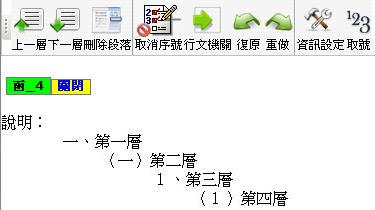 上一層 下一層 刪除段落 取消序號 行文機關 復原 重做 資訊設定 取號
函_4 關閉
說明：
一、第一層
（一）第二層
１、第三層
（１）第四層